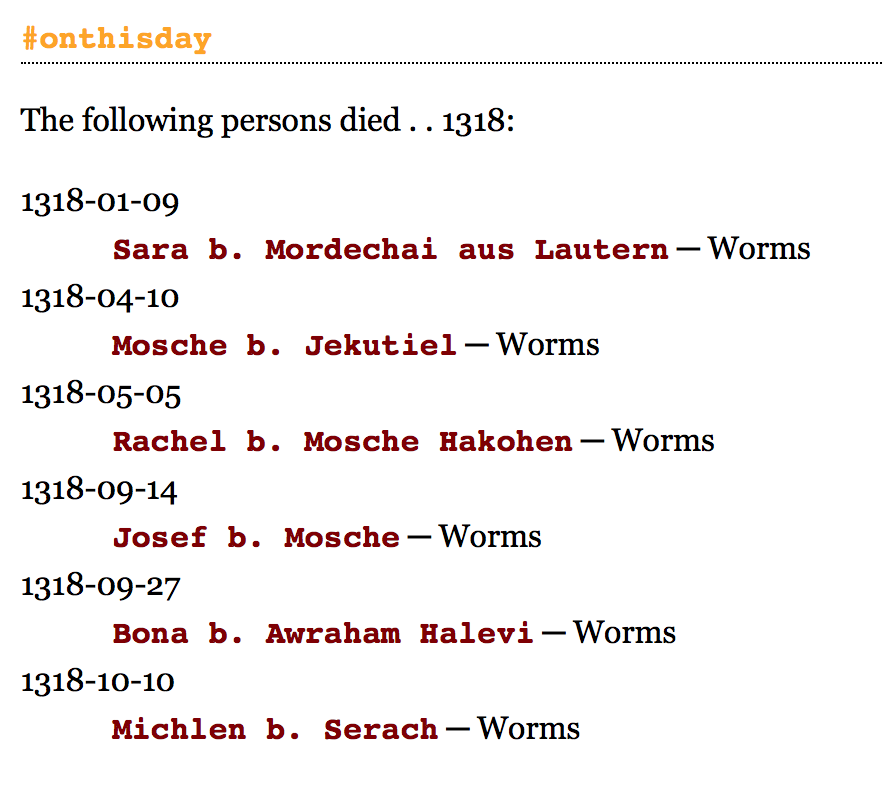 #onthisday
The following persons died . . 1318:
1318-01-09
Sara b. Mordechai aus Lautern — Worms
1318-04-10
Mosche b. Jekutiel — Worms
1318-05-05
Rachel b. Mosche Hakohen — Worms
1318-09-14
Josef b. Mosche — Worms
1318-09-27
Bona b. Awraham Halevi — Worms
1318-10-10
Michlen b. Serach — Worms